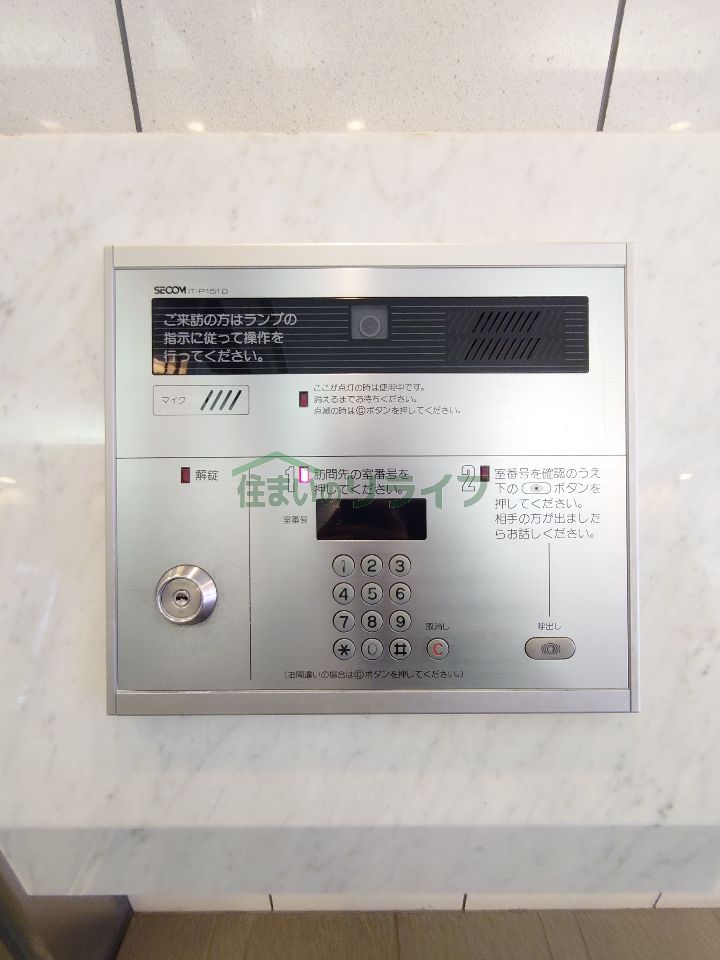 SECOM IT-P151D
ご来訪の方はランプの
指示に従って操作を
行ってください。
マイク
ここが点灯の時は使用中です。
消えるまでお待ちください。
点滅の時はⒸボタンを押してください。
解錠
1 訪問先の室番号を
押してください。
室番号
1 2 3
4 5 6
7 8 9
* 0 #
取消し
C
(お間違いの場合はⒸボタンを押してください。)
2 室番号を確認のうえ
下の ボタンを
押してください。
相手の方が出ました
らお話しください。
呼出し
住まいのリライフ